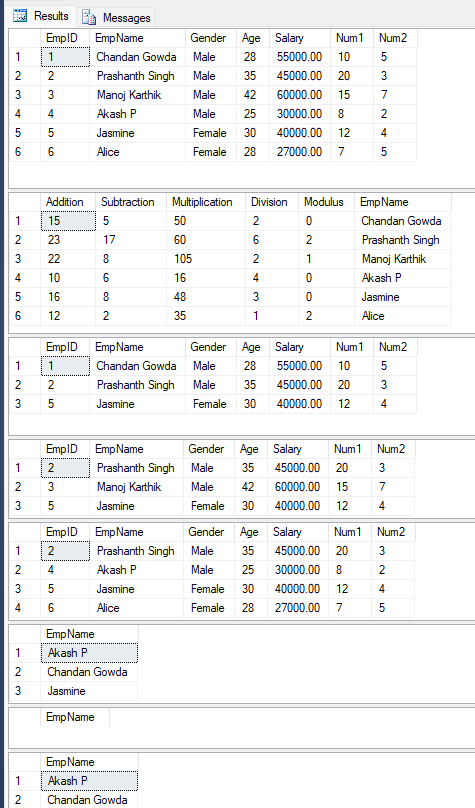 Results Messages
EmpID EmpName Gender Age Salary Num1 Num2
1 1 Chandan Gowda Male 28 55000.00 10 5
2 2 Prashanth Singh Male 35 45000.00 20 3
3 3 Manoj Karthik Male 42 60000.00 15 7
4 4 Akash P Male 25 30000.00 8 2
5 5 Jasmine Female 30 40000.00 12 4
6 6 Alice Female 28 27000.00 7 5
Addition Subtraction Multiplication Division Modulus EmpName
1 15 5 50 2 0 Chandan Gowda
2 23 17 60 6 2 Prashanth Singh
3 22 8 105 2 1 Manoj Karthik
4 10 6 16 4 0 Akash P
5 16 8 48 3 0 Jasmine
6 12 2 35 1 2 Alice
EmpID EmpName Gender Age Salary Num1 Num2
1 1 Chandan Gowda Male 28 55000.00 10 5
2 2 Prashanth Singh Male 35 45000.00 20 3
3 5 Jasmine Female 30 40000.00 12 4
EmpID EmpName Gender Age Salary Num1 Num2
1 2 Prashanth Singh Male 35 45000.00 20 3
2 3 Manoj Karthik Male 42 60000.00 15 7
3 5 Jasmine Female 30 40000.00 12 4
EmpID EmpName Gender Age Salary Num1 Num2
1 2 Prashanth Singh Male 35 45000.00 20 3
2 4 Akash P Male 25 30000.00 8 2
3 5 Jasmine Female 30 40000.00 12 4
4 6 Alice Female 28 27000.00 7 5
EmpName
1 Akash P
2 Chandan Gowda
3 Jasmine
EmpName
EmpName
1 Akash P
2 Chandan Gowda